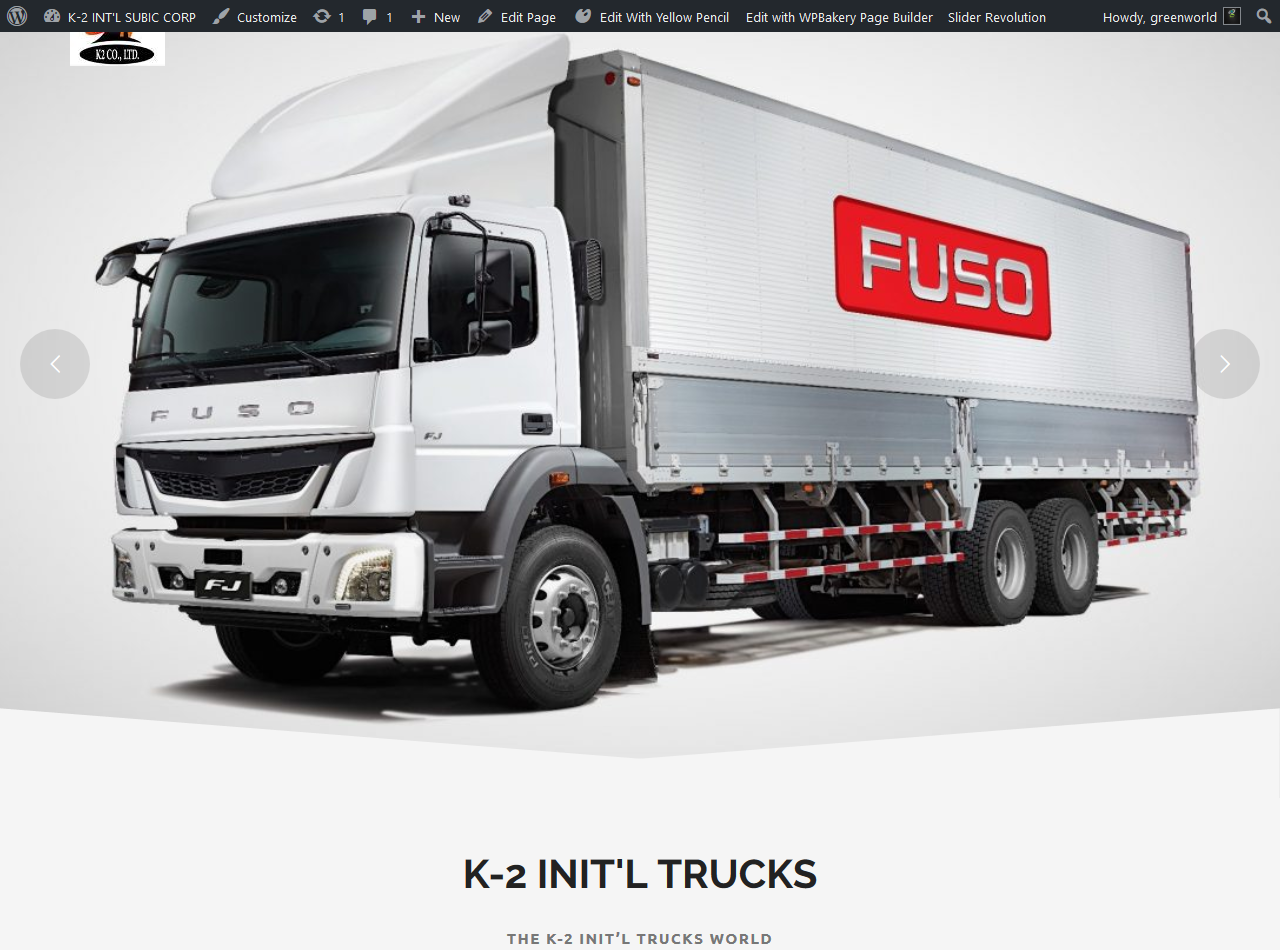 K-2 INT'L SUBIC CORP Customize 1 1 New Edit Page Edit With Yellow Pencil Edit with WPBakery Page Builder Slider Revolution Howdy, greenworld
K2 CO., LTD.
FUSO
FUSO
FJ
FJ
K-2 INIT'L TRUCKS
THE K-2 INIT’L TRUCKS WORLD